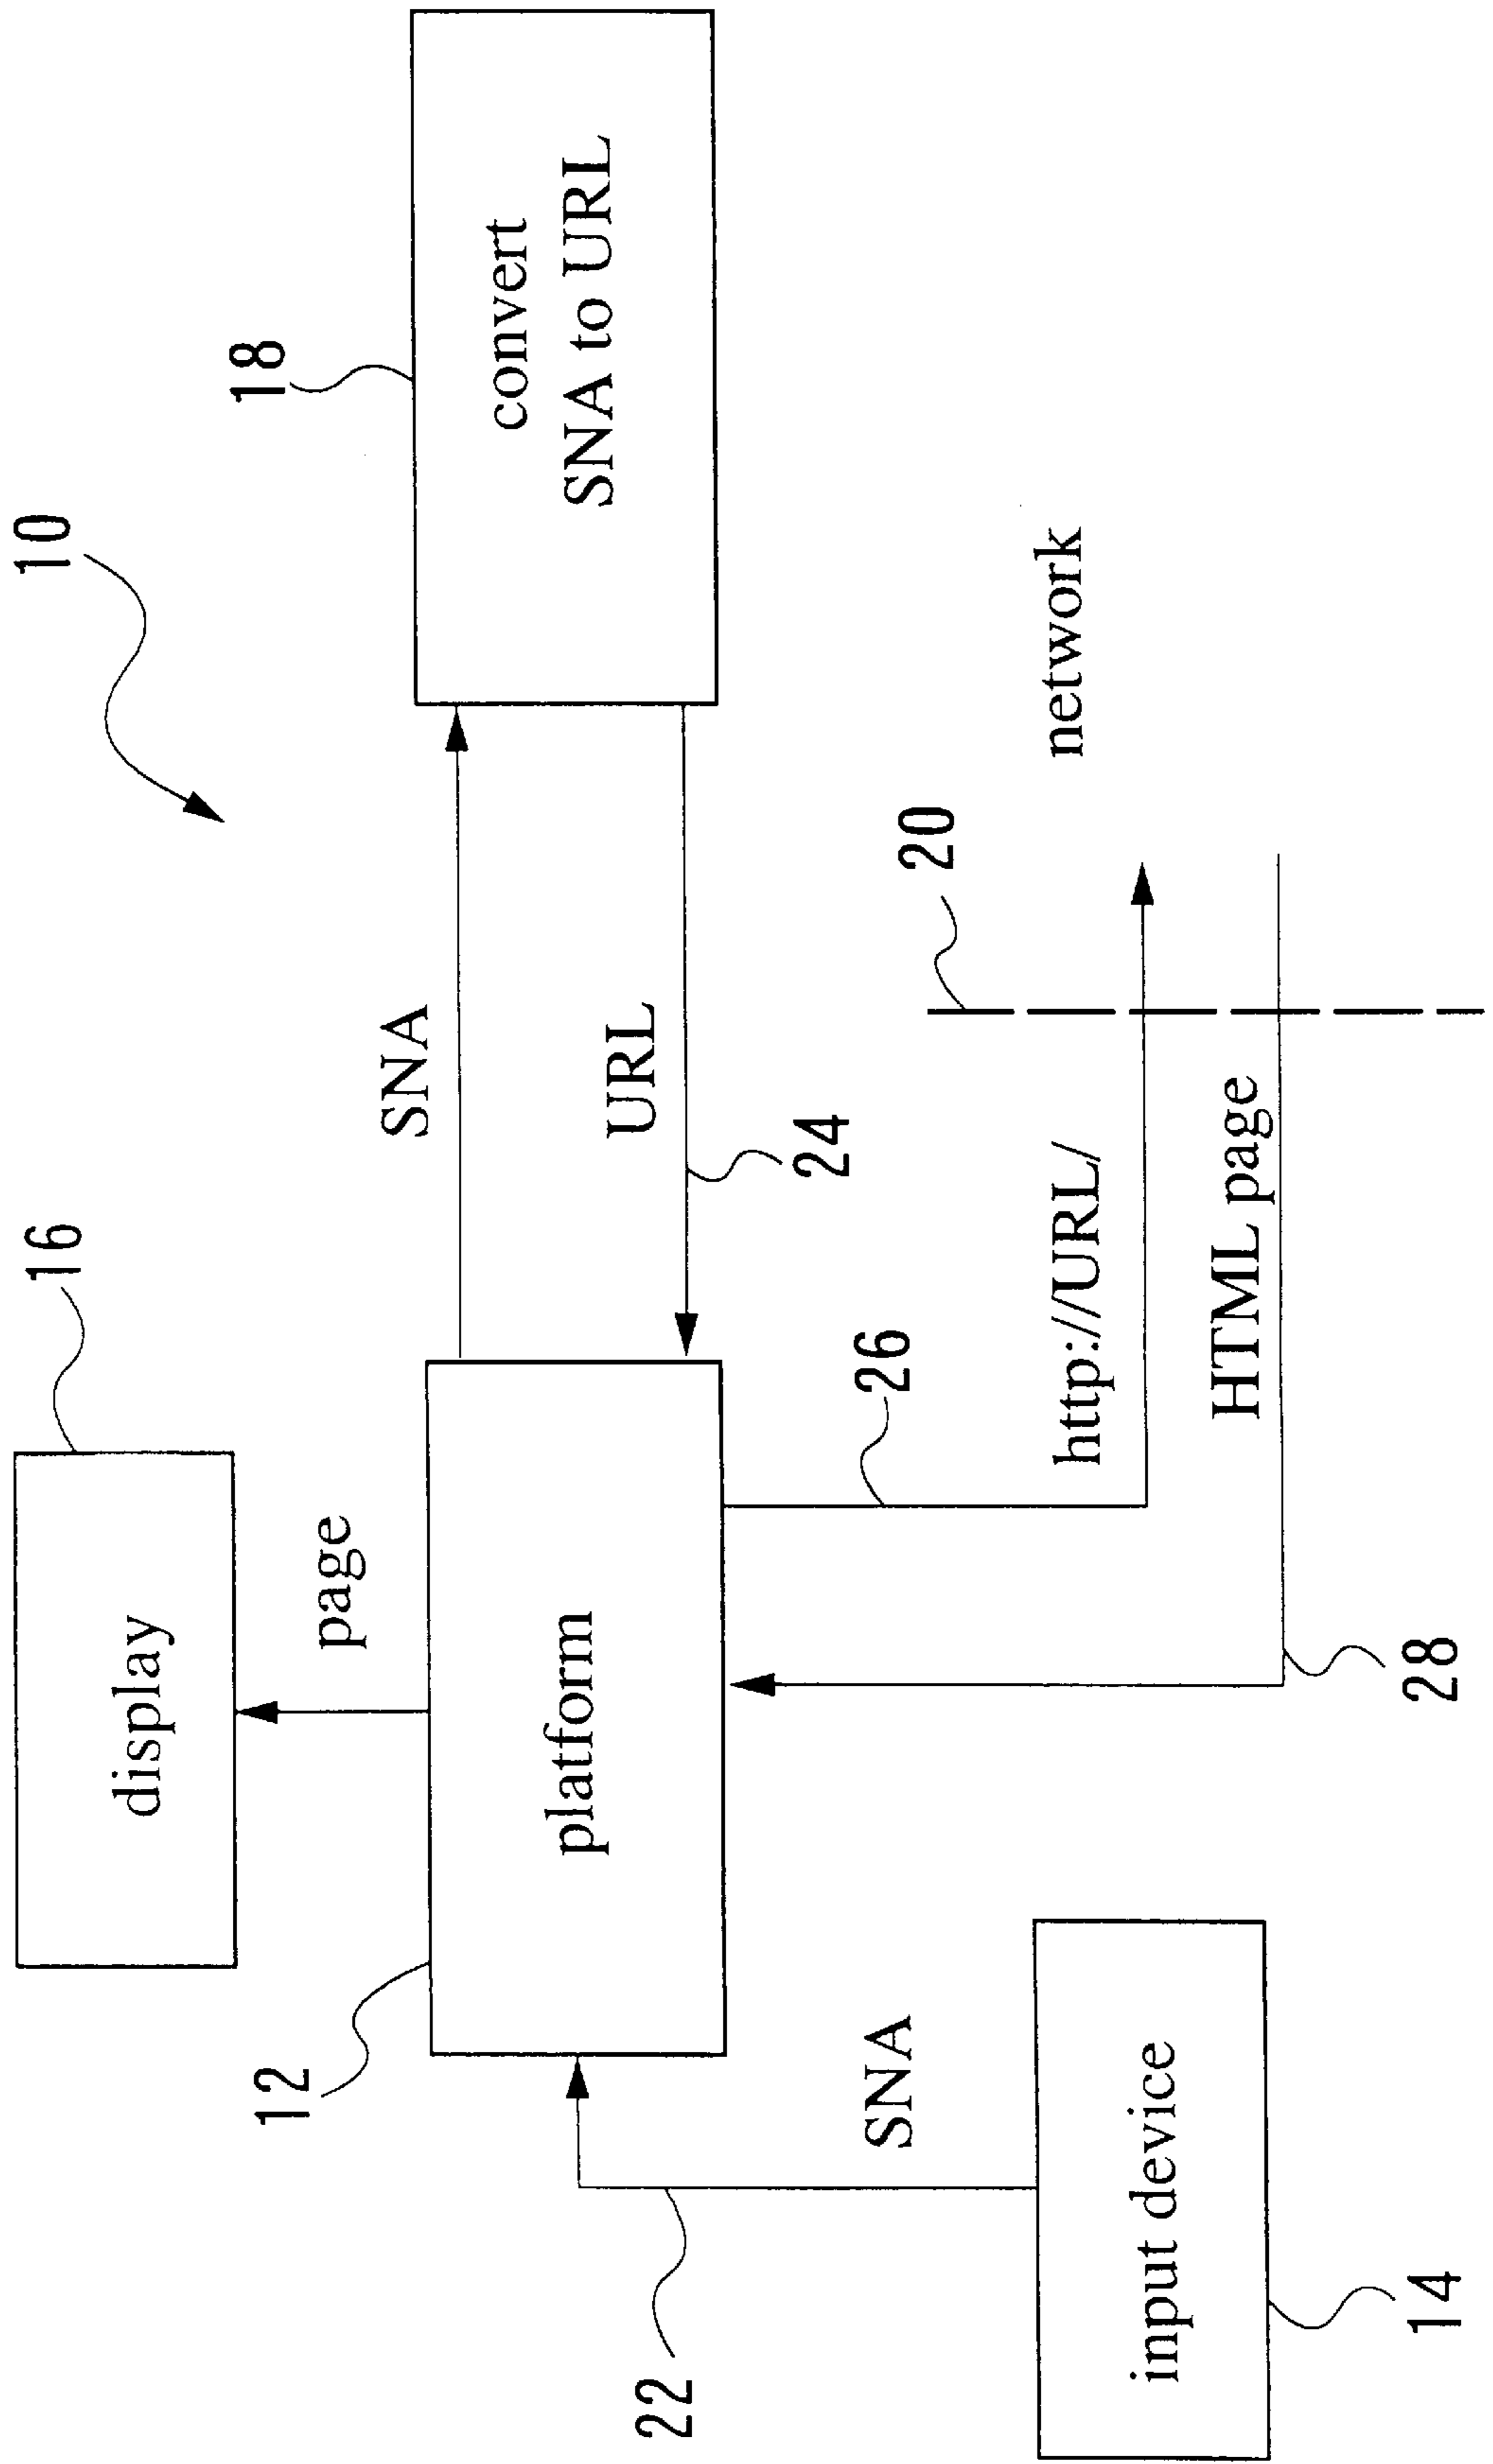 10
16
display
page
18
convert
SNA to URL
SNA
12
platform
URL
24
26
20
network
22
SNA
http://URL/
HTML page
input device
14
28